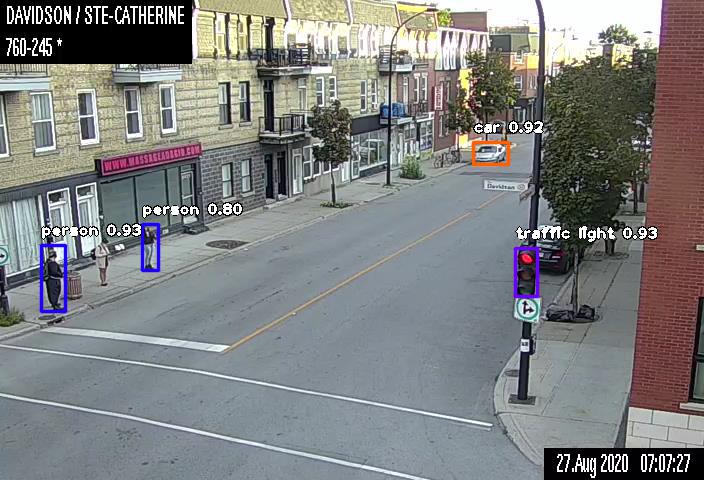 DAVIDSON / STE-CATHERINE
760-245 *
car 0.92
WWW.MASSAGEADAGIO.COM
Davidson
person 0.80
person 0.93
traffic light 0.93
27.Aug 2020 07:07:27